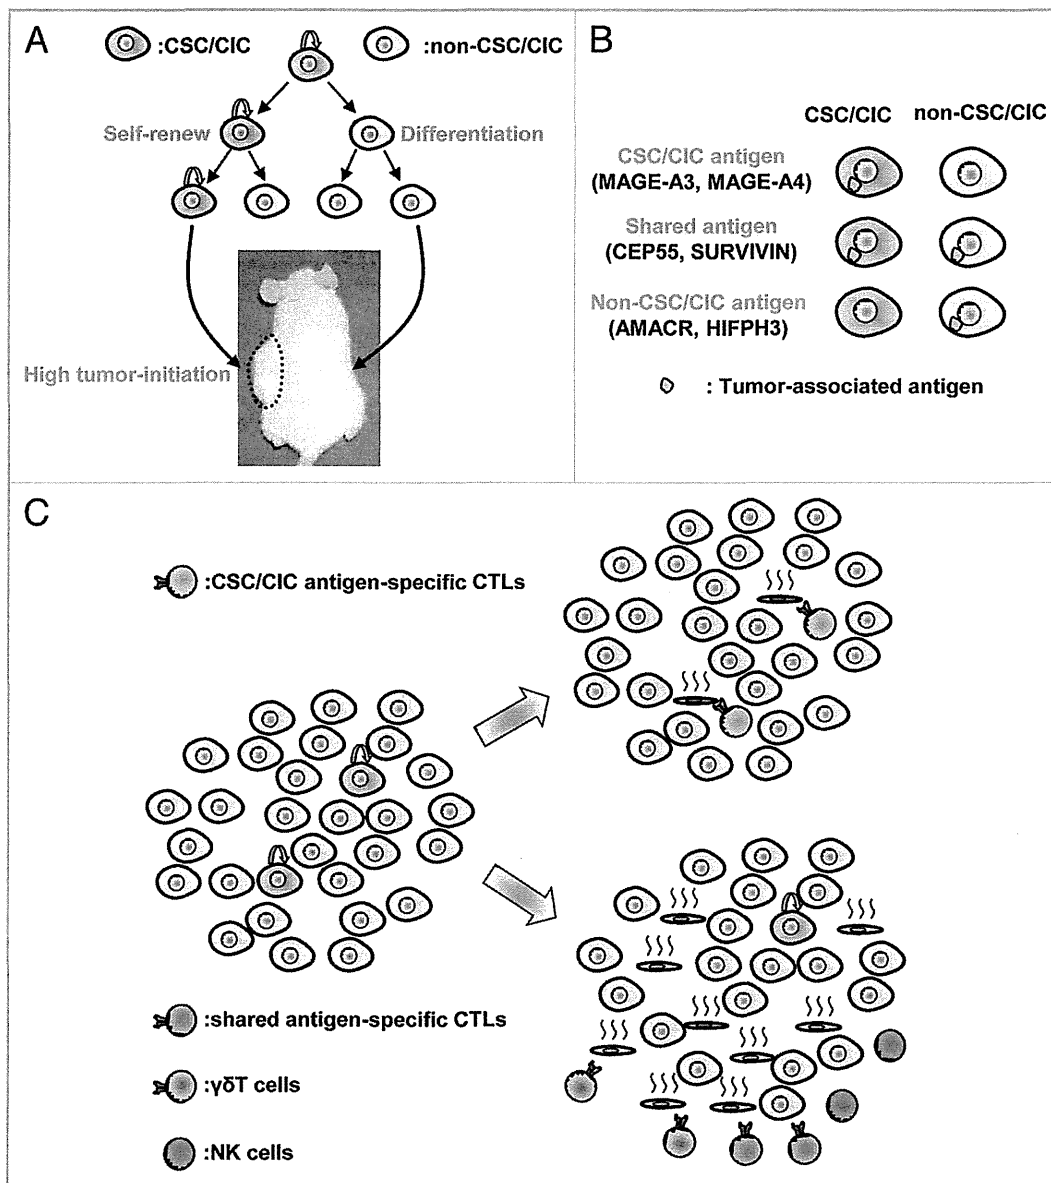 A
:CSC/CIC
:non-CSC/CIC
Self-renew
Differentiation
High tumor-initiation
B
CSC/CIC
non-CSC/CIC
CSC/CIC antigen
(MAGE-A3, MAGE-A4)
Shared antigen
(CEP55, SURVIVIN)
Non-CSC/CIC antigen
(AMACR, HIFPH3)
: Tumor-associated antigen
C
:CSC/CIC antigen-specific CTLs
:shared antigen-specific CTLs
:γδT cells
:NK cells